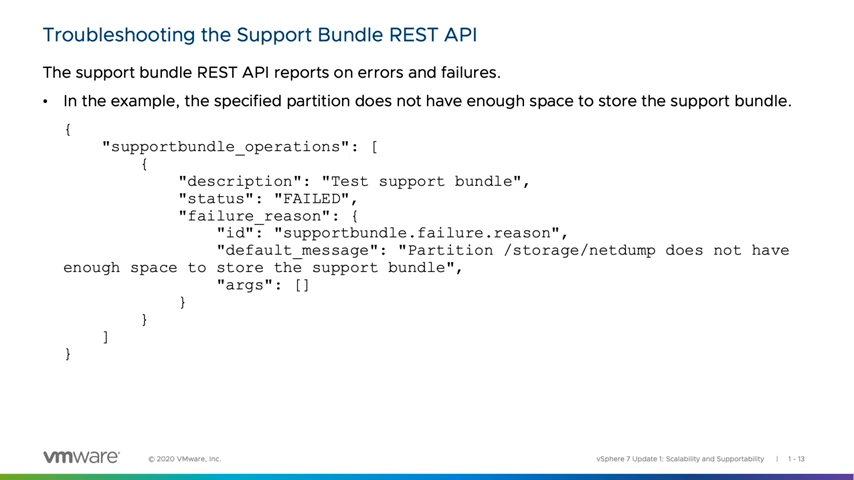 Troubleshooting the Support Bundle REST API
The support bundle REST API reports on errors and failures.
• In the example, the specified partition does not have enough space to store the support bundle.
{
"supportbundle_operations": [
{
"description": "Test support bundle",
"status": "FAILED",
"failure_reason": {
"id": "supportbundle.failure.reason",
"default_message": "Partition /storage/netdump does not have
enough space to store the support bundle",
"args": []
}
}
]
}
vmware® © 2020 VMware, Inc. vSphere 7 Update 1: Scalability and Supportability | 1 - 13